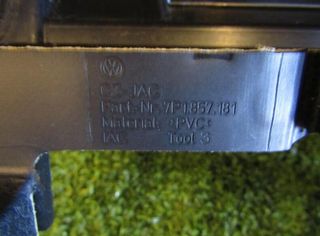 CS IAC
Part-Nr. 7P1.857.181
Material: >PVC<
IAC Tool 3